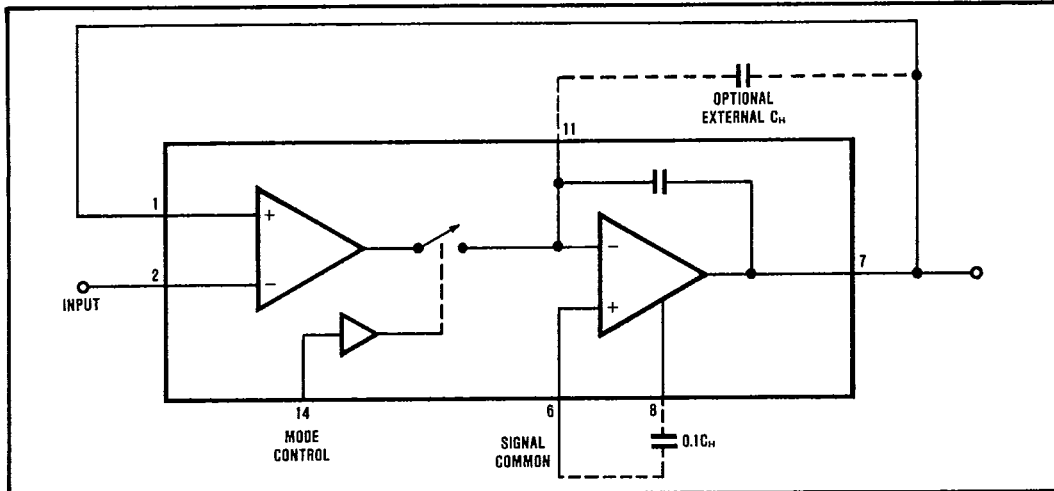 OPTIONAL
EXTERNAL CH
11
1
+
−
2
INPUT
−
+
7
14
MODE
CONTROL
6
8
SIGNAL
COMMON
0.1CH